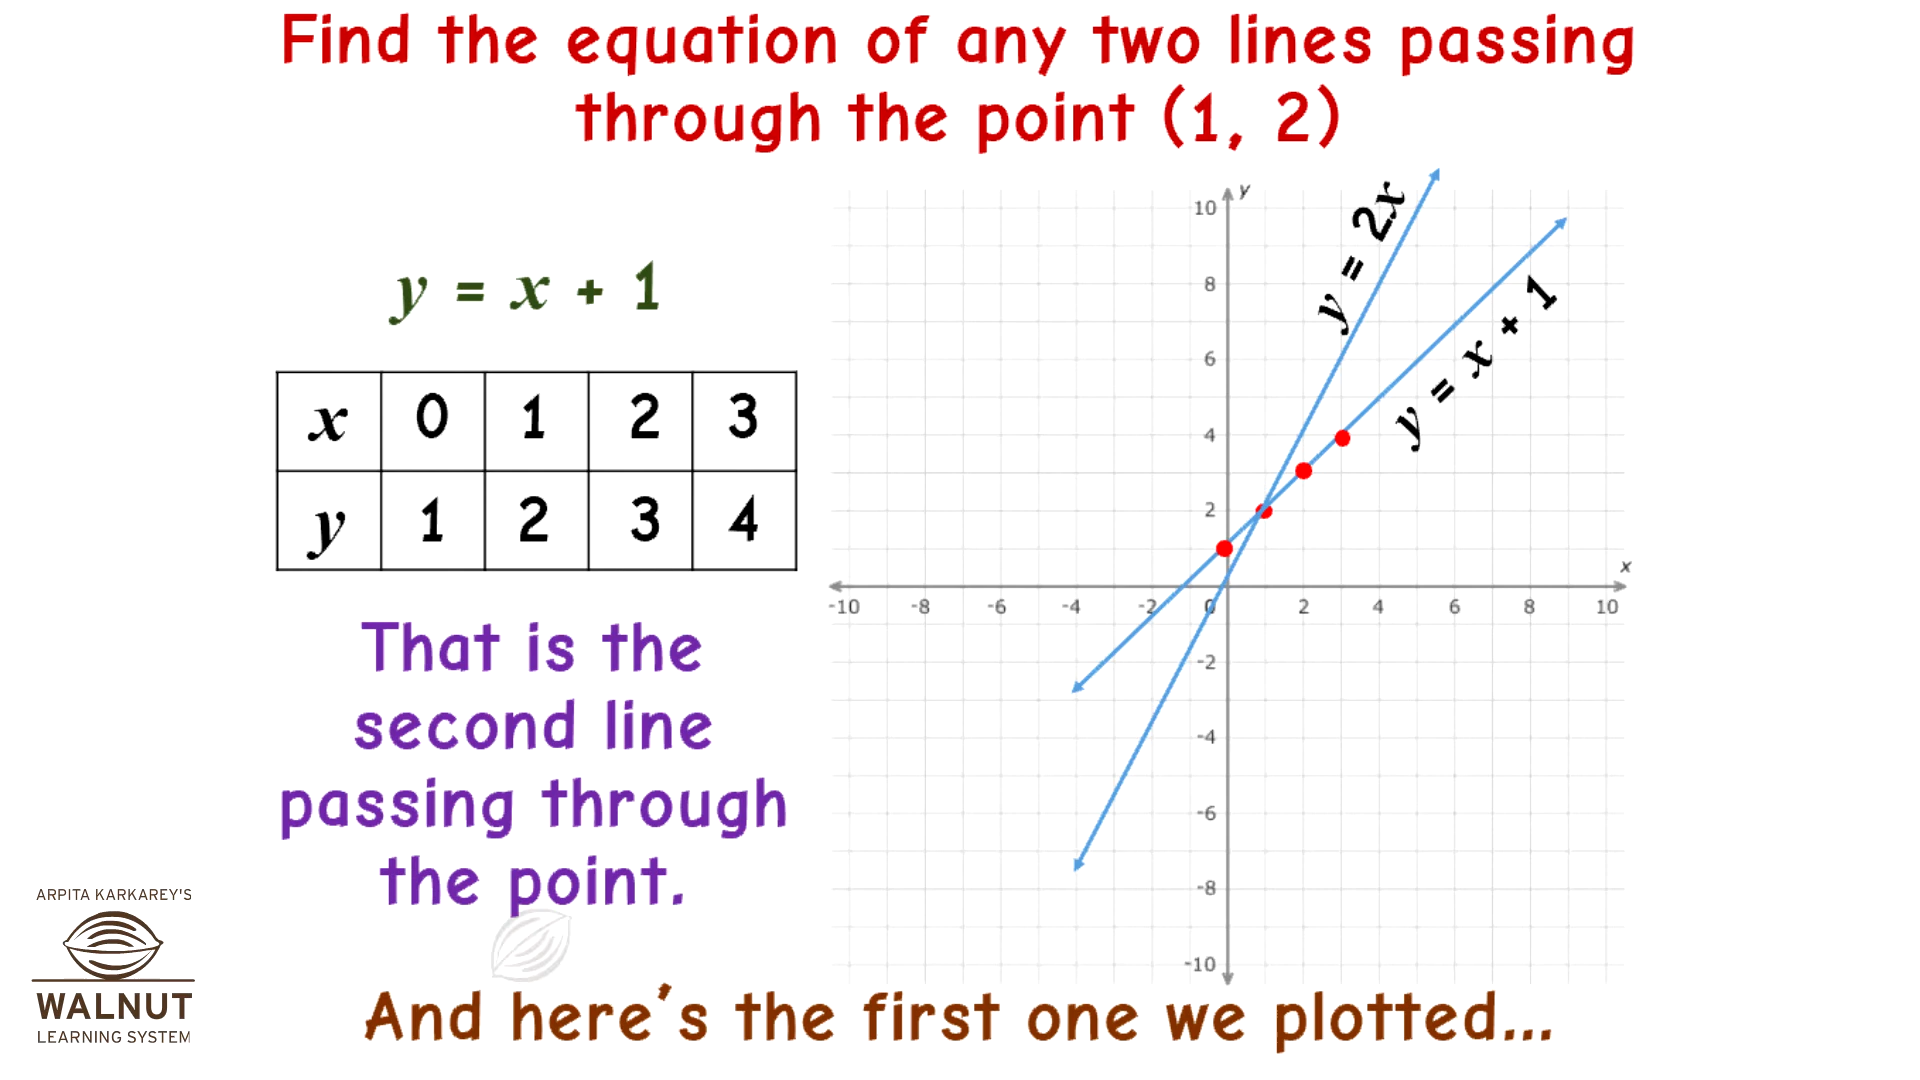 Find the equation of any two lines passing
through the point (1, 2)
y = x + 1
x 0 1 2 3
y 1 2 3 4
That is the
second line
passing through
the point.
y
10
8
6
4
2
-10 -8 -6 -4 -2 0 2 4 6 8 10
x
-2
-4
-6
-8
-10
y = 2x
y = x + 1
ARPITA KARKAREY'S
WALNUT
LEARNING SYSTEM
And here's the first one we plotted...